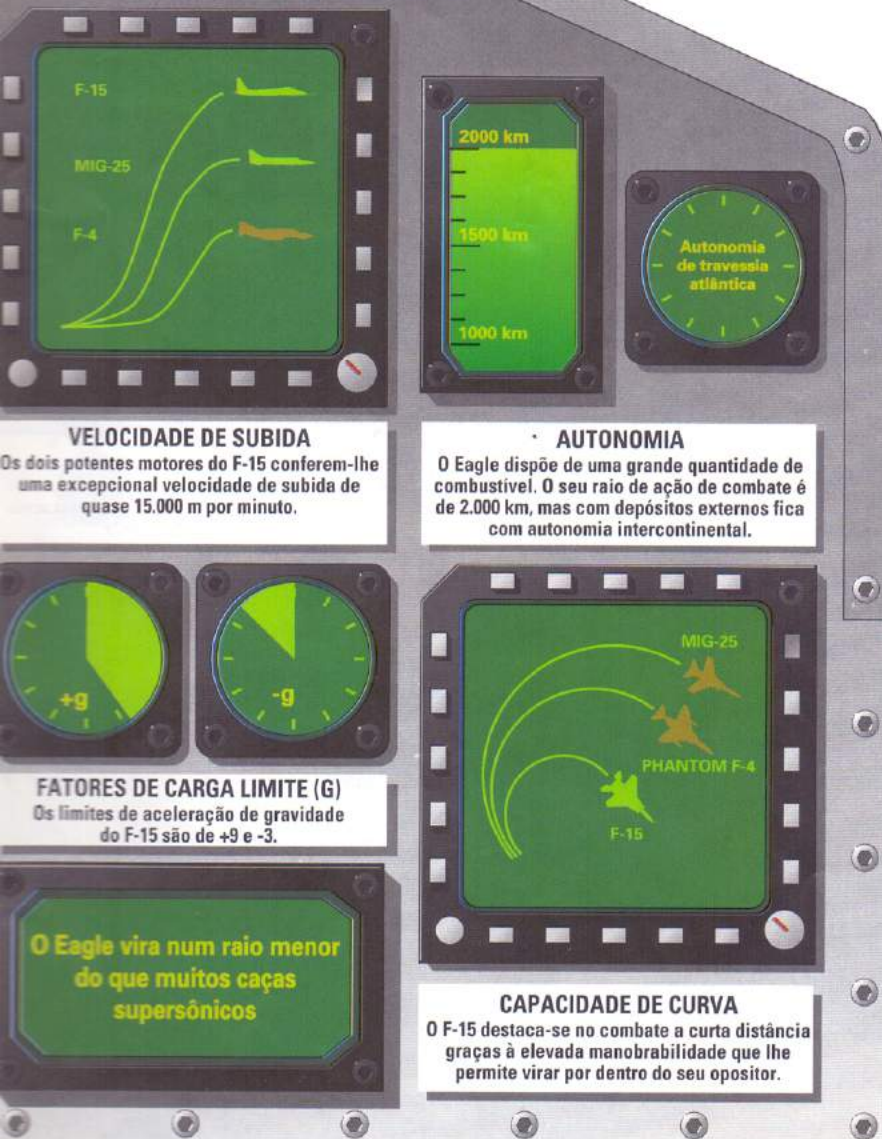 F-15
MIG-25
F-4
VELOCIDADE DE SUBIDA
Os dois potentes motores do F-15 conferem-lhe
uma excepcional velocidade de subida de
quase 15.000 m por minuto.
2000 km
1500 km
1000 km
Autonomia
de travessia
atlântica
AUTONOMIA
O Eagle dispõe de uma grande quantidade de
combustível. O seu raio de ação de combate é
de 2.000 km, mas com depósitos externos fica
com autonomia intercontinental.
+g
-g
FATORES DE CARGA LIMITE (G)
Os limites de aceleração de gravidade
do F-15 são de +9 e -3.
O Eagle vira num raio menor
do que muitos caças
supersônicos
MIG-25
PHANTOM F-4
F-15
CAPACIDADE DE CURVA
O F-15 destaca-se no combate a curta distância
graças à elevada manobrabilidade que lhe
permite virar por dentro do seu opositor.